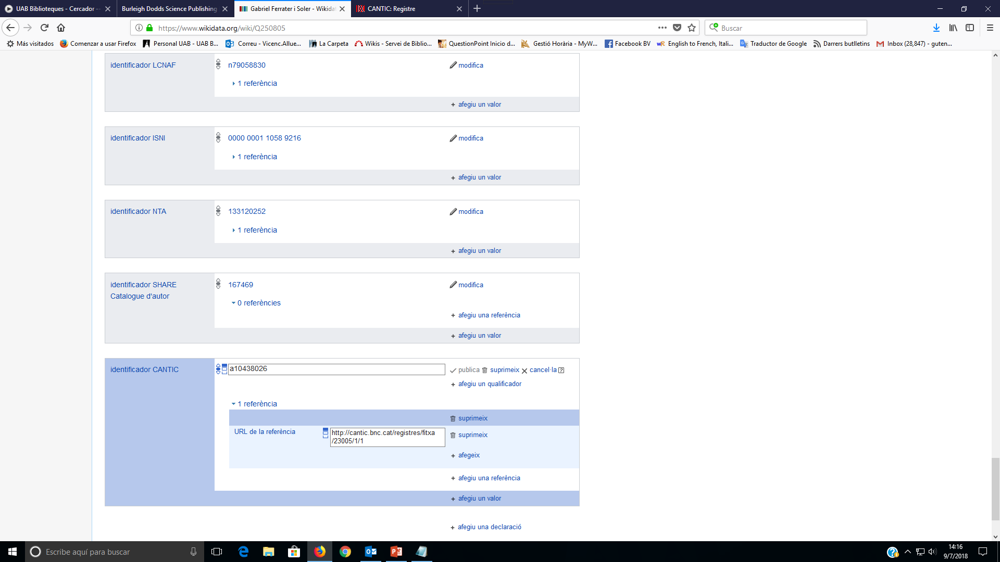 UAB Biblioteques - Cercador --
Burleigh Dodds Science Publishing
Gabriel Ferrater i Soler - Wikidat
CANTIC: Registre
https://www.wikidata.org/wiki/Q250805
Buscar
Más visitados
Comenzar a usar Firefox
Personal UAB - UAB B...
Correu - Vicenc.Allue...
La Carpeta
Wikis - Servei de Biblio...
QuestionPoint Inicio d...
Gestió Horària - MyW...
Facebook BV
English to French, Itali...
Traductor de Google
Darrers butlletins
Inbox (28,847) - guten...
identificador LCNAF
n79058830
modifica
1 referència
+ afegiu un valor
identificador ISNI
0000 0001 1058 9216
modifica
1 referència
+ afegiu un valor
identificador NTA
133120252
modifica
1 referència
+ afegiu un valor
identificador SHARE
Catalogue d'autor
167469
modifica
0 referències
+ afegiu una referència
+ afegiu un valor
identificador CANTIC
a10438026
publica suprimeix cancel·la [?]
+ afegiu un qualificador
1 referència
suprimeix
URL de la referència
http://cantic.bnc.cat/registres/fitxa
/23005/1/1
suprimeix
+ afegeix
+ afegiu una referència
+ afegiu un valor
+ afegiu una declaració
Escribe aquí para buscar
14:16
9/7/2018